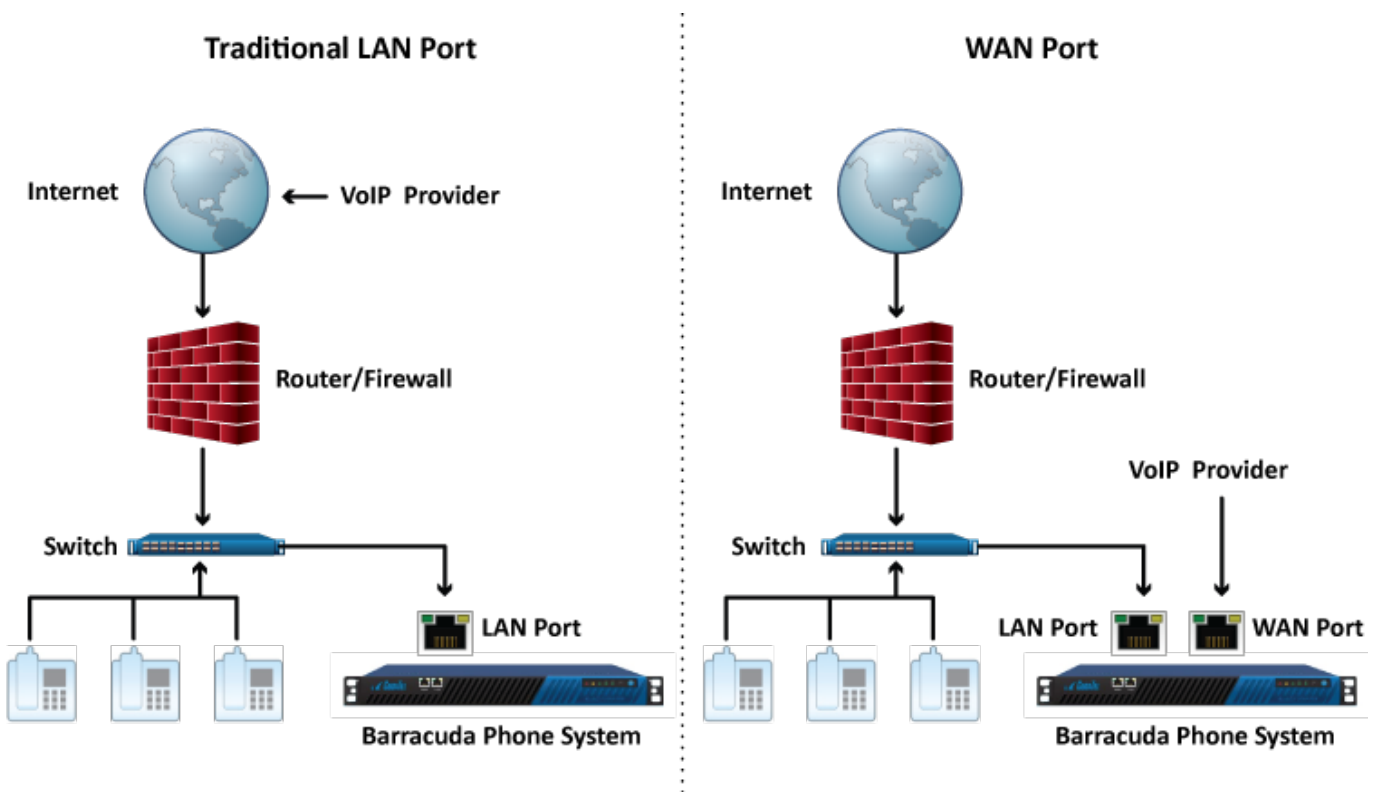 Traditional LAN Port
Internet
VoIP Provider
Router/Firewall
Switch
LAN Port
Barracuda Phone System
WAN Port
Internet
Router/Firewall
VoIP Provider
Switch
LAN Port
WAN Port
Barracuda Phone System